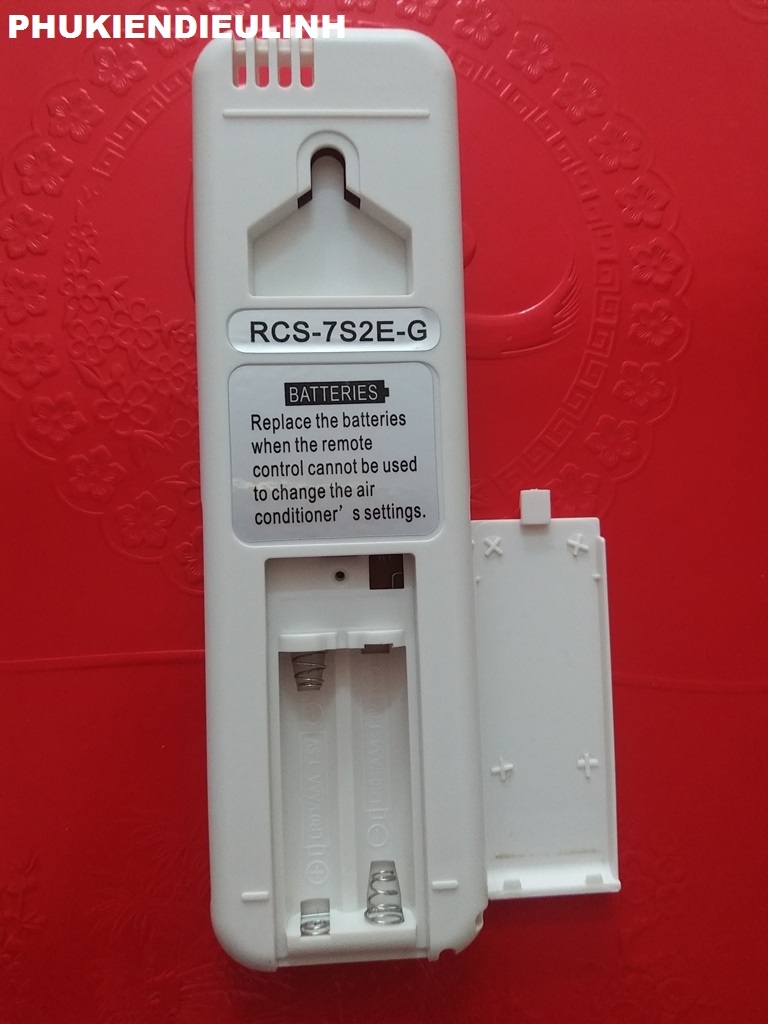 PHUKIENDIEULINH
RCS-7S2E-G
BATTERIES
Replace the batteries
when the remote
control cannot be used
to change the air
conditioner's settings.